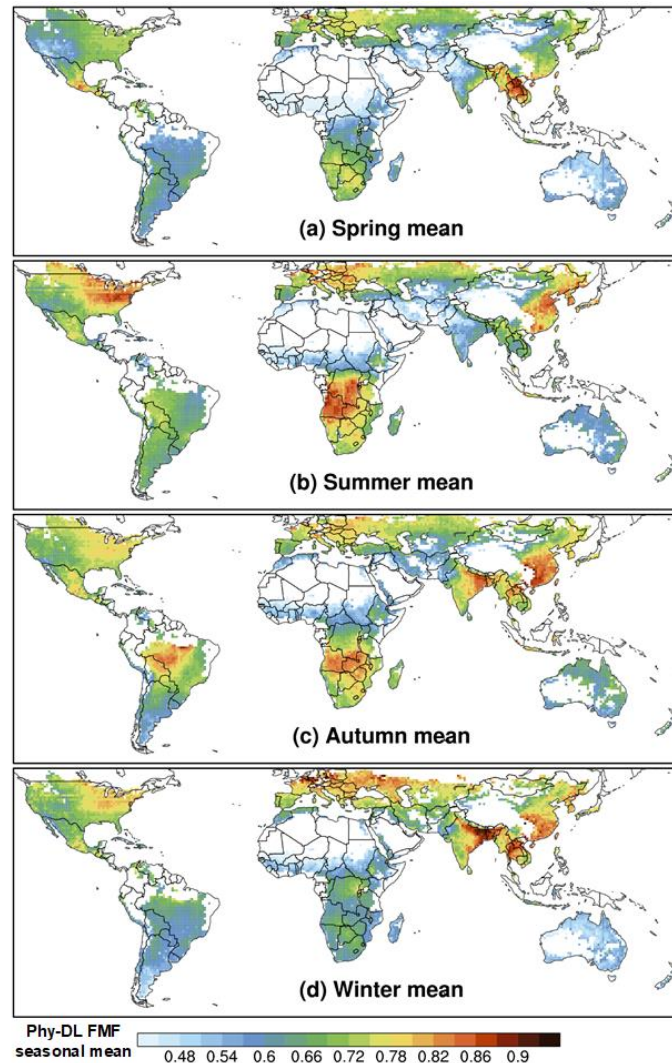 (a) Spring mean
(b) Summer mean
(c) Autumn mean
(d) Winter mean
Phy-DL FMF
seasonal mean
0.48 0.54 0.6 0.66 0.72 0.78 0.82 0.86 0.9